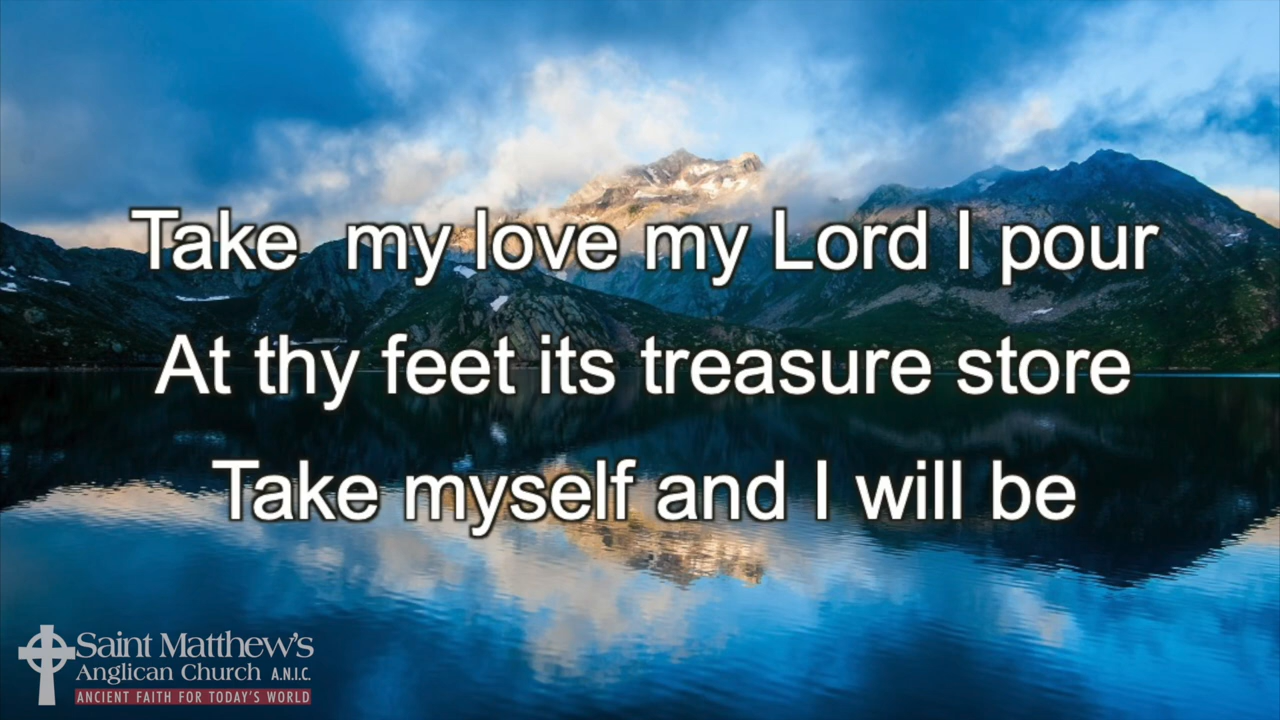 Take  my love my Lord I pour
At thy feet its treasure store
Take myself and I will be
Saint Matthew's
Anglican Church A.N.I.C.
ANCIENT FAITH FOR TODAY'S WORLD